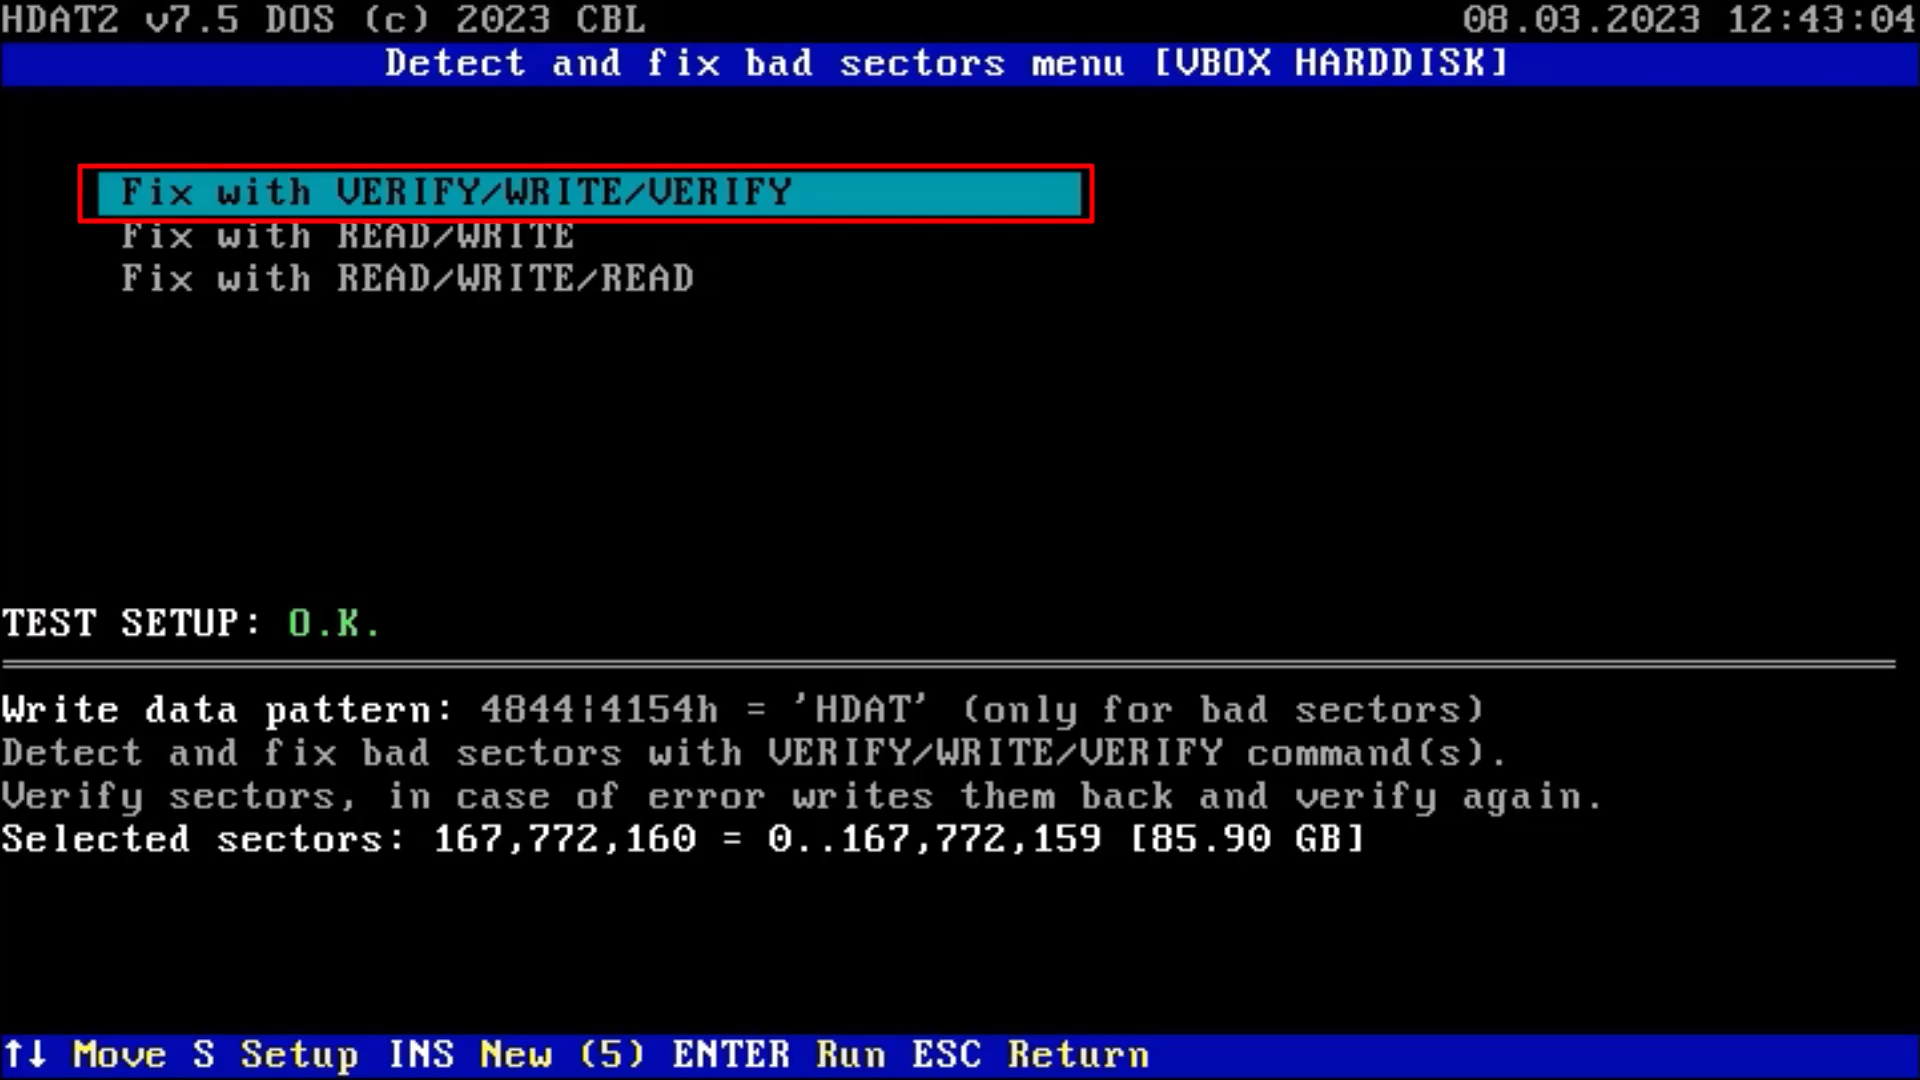 HDAT2 v7.5 DOS (c) 2023 CBL 08.03.2023 12:43:04
Detect and fix bad sectors menu [VBOX HARDDISK]
Fix with VERIFY/WRITE/VERIFY
Fix with READ/WRITE
Fix with READ/WRITE/READ
TEST SETUP: O.K.
Write data pattern: 4844¦4154h = 'HDAT' (only for bad sectors)
Detect and fix bad sectors with VERIFY/WRITE/VERIFY command(s).
Verify sectors, in case of error writes them back and verify again.
Selected sectors: 167,772,160 = 0..167,772,159 [85.90 GB]
↑↓ Move S Setup INS New (5) ENTER Run ESC Return